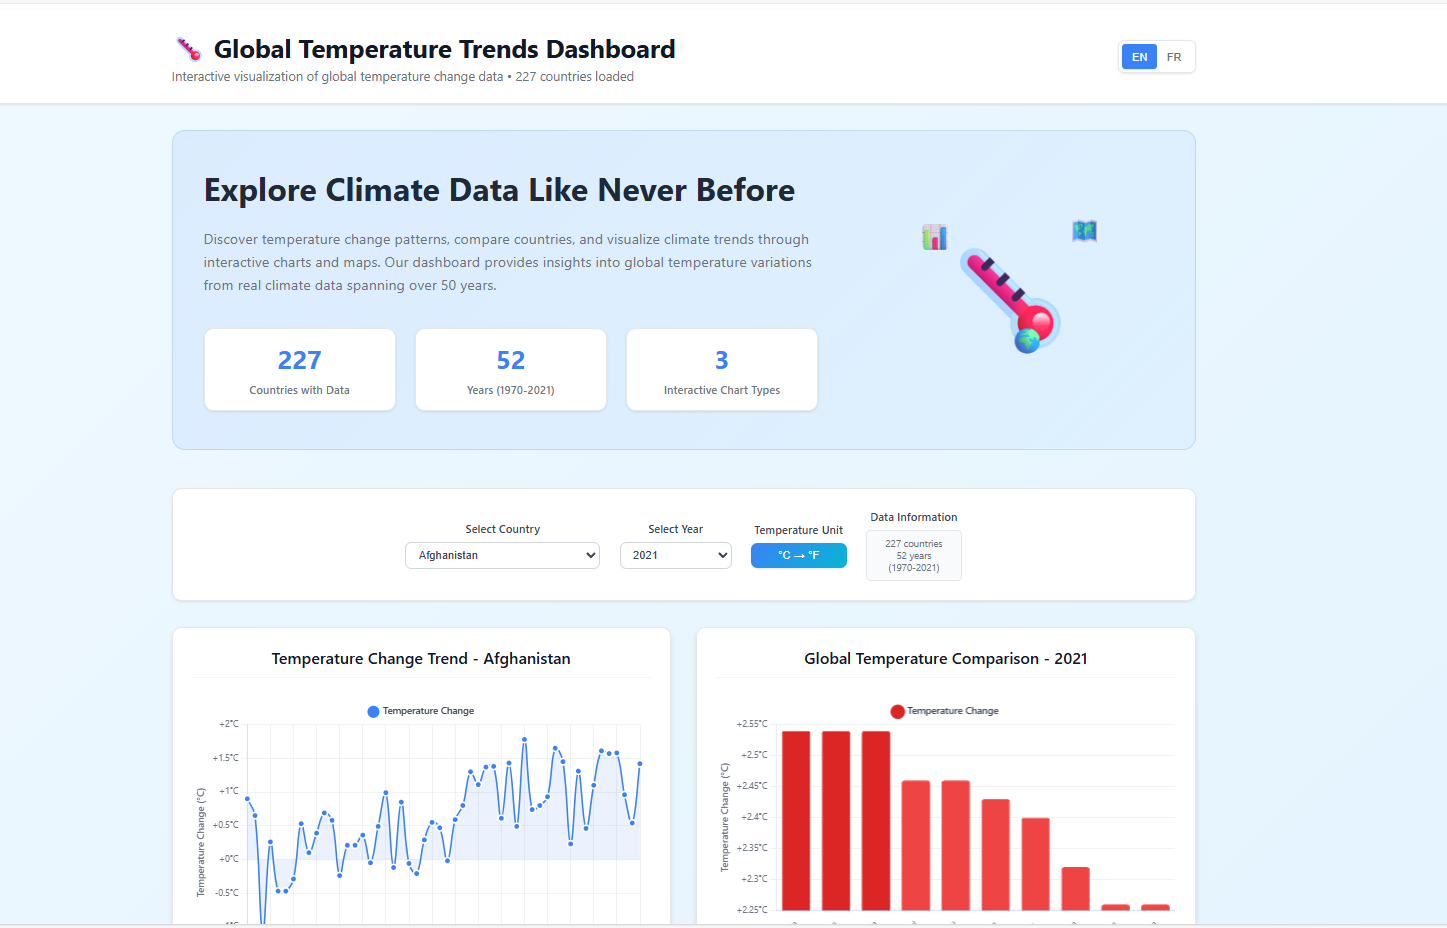 Global Temperature Trends Dashboard
Interactive visualization of global temperature change data • 227 countries loaded
EN FR
Explore Climate Data Like Never Before
Discover temperature change patterns, compare countries, and visualize climate trends through
interactive charts and maps. Our dashboard provides insights into global temperature variations
from real climate data spanning over 50 years.
227
Countries with Data
52
Years (1970-2021)
3
Interactive Chart Types
Select Country
Afghanistan
Select Year
2021
Temperature Unit
°C → °F
Data Information
227 countries
52 years
(1970-2021)
Temperature Change Trend - Afghanistan
Temperature Change
Temperature Change (°C)
+2°C
+1.5°C
+1°C
+0.5°C
+0°C
-0.5°C
Global Temperature Comparison - 2021
Temperature Change
Temperature Change (°C)
+2.55°C
+2.5°C
+2.45°C
+2.4°C
+2.35°C
+2.3°C
+2.25°C